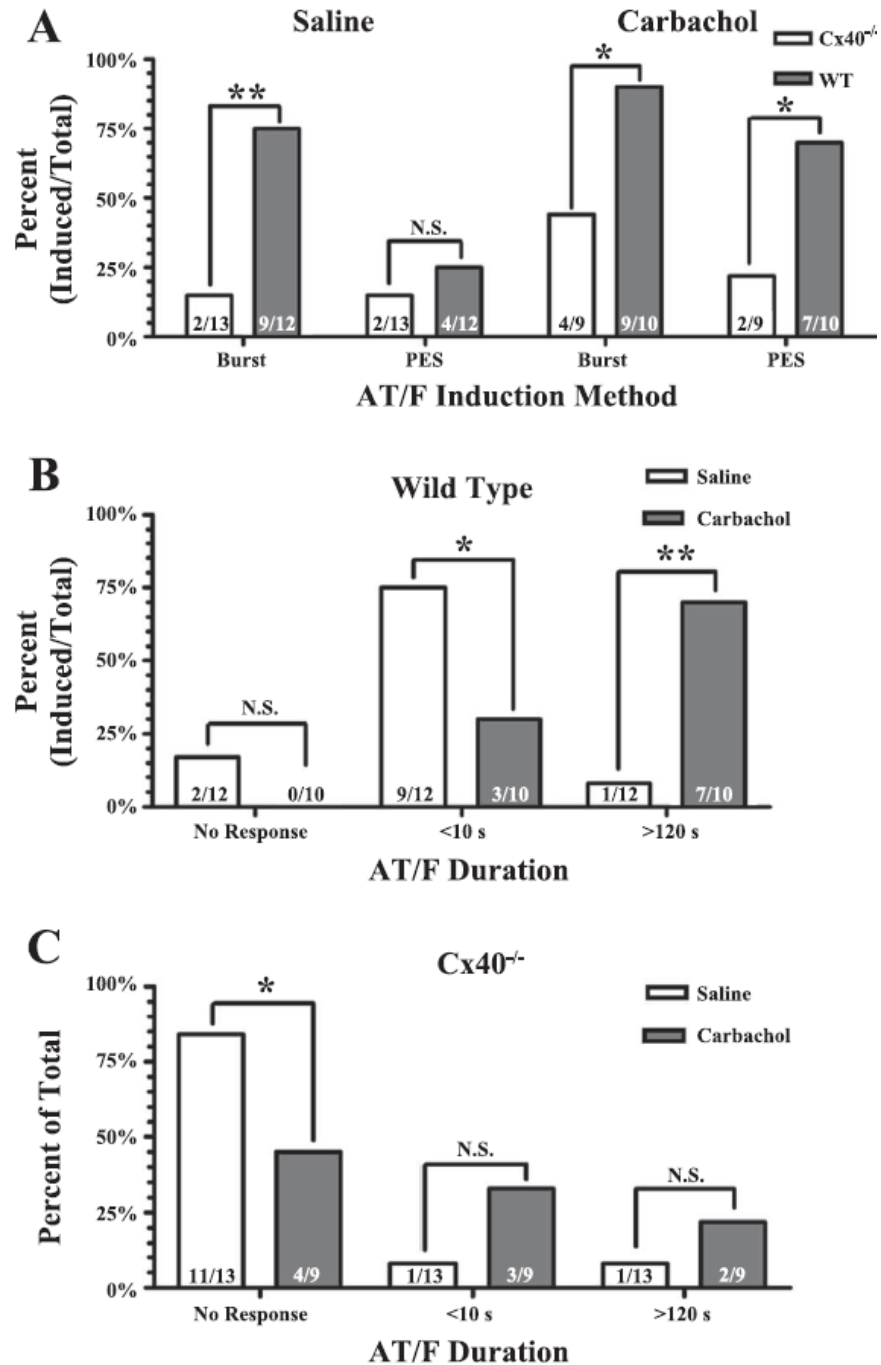 A
Saline
Carbachol
Cx40-/-
WT
Percent
(Induced/Total)
100%
75%
50%
25%
0%
**
N.S.
*
*
2/13
9/12
2/13
4/12
4/9
9/10
2/9
7/10
Burst
PES
Burst
PES
AT/F Induction Method
B
Wild Type
Saline
Carbachol
Percent
(Induced/Total)
100%
75%
50%
25%
0%
N.S.
*
**
2/12
0/10
9/12
3/10
1/12
7/10
No Response
<10 s
>120 s
AT/F Duration
C
Cx40-/-
Saline
Carbachol
Percent of Total
100%
75%
50%
25%
0%
*
N.S.
N.S.
11/13
4/9
1/13
3/9
1/13
2/9
No Response
<10 s
>120 s
AT/F Duration